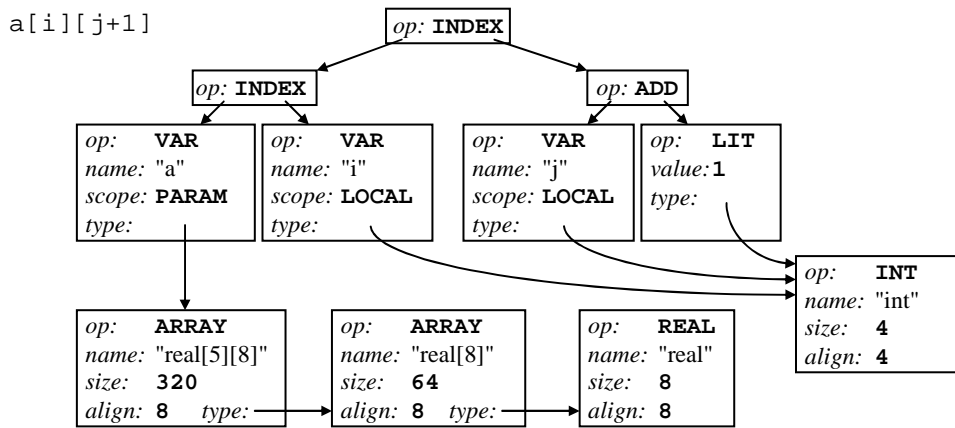 a[i][j+1]
op: INDEX
op: INDEX
op: ADD
op: VAR
name: "a"
scope: PARAM
type:
op: VAR
name: "i"
scope: LOCAL
type:
op: VAR
name: "j"
scope: LOCAL
type:
op: LIT
value: 1
type:
op: INT
name: "int"
size: 4
align: 4
op: ARRAY
name: "real[5][8]"
size: 320
align: 8 type:
op: ARRAY
name: "real[8]"
size: 64
align: 8 type:
op: REAL
name: "real"
size: 8
align: 8